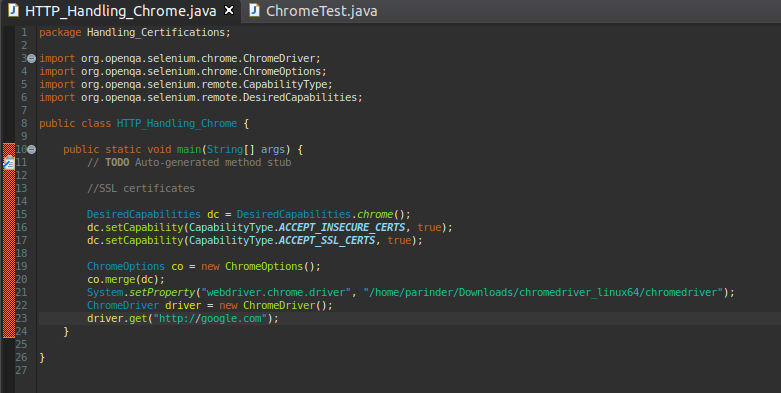 HTTP_Handling_Chrome.java ✕ ChromeTest.java
1 package Handling_Certifications;
2
3 import org.openqa.selenium.chrome.ChromeDriver;
4 import org.openqa.selenium.chrome.ChromeOptions;
5 import org.openqa.selenium.remote.CapabilityType;
6 import org.openqa.selenium.remote.DesiredCapabilities;
7
8 public class HTTP_Handling_Chrome {
9
10 public static void main(String[] args) {
11 // TODO Auto-generated method stub
12
13 //SSL certificates
14
15 DesiredCapabilities dc = DesiredCapabilities.chrome();
16 dc.setCapability(CapabilityType.ACCEPT_INSECURE_CERTS, true);
17 dc.setCapability(CapabilityType.ACCEPT_SSL_CERTS, true);
18
19 ChromeOptions co = new ChromeOptions();
20 co.merge(dc);
21 System.setProperty("webdriver.chrome.driver", "/home/parinder/Downloads/chromedriver_linux64/chromedriver");
22 ChromeDriver driver = new ChromeDriver();
23 driver.get("http://google.com");
24 }
25
26 }
27